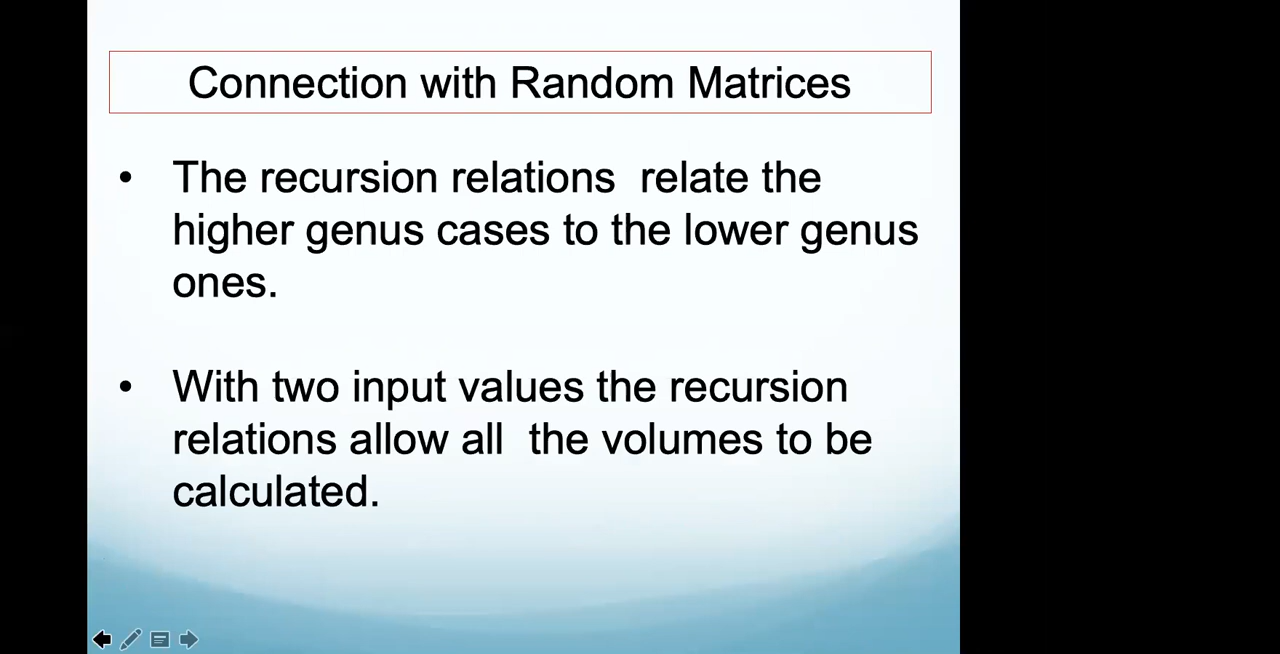 Connection with Random Matrices
• The recursion relations  relate the
higher genus cases to the lower genus
ones.
• With two input values the recursion
relations allow all  the volumes to be
calculated.